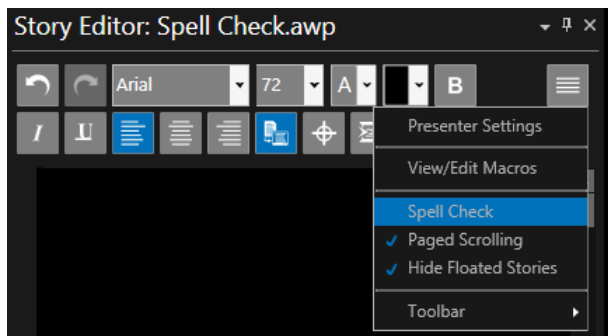 Story Editor: Spell Check.awp
Arial 72 A B
I U
Presenter Settings
View/Edit Macros
Spell Check
Paged Scrolling
Hide Floated Stories
Toolbar